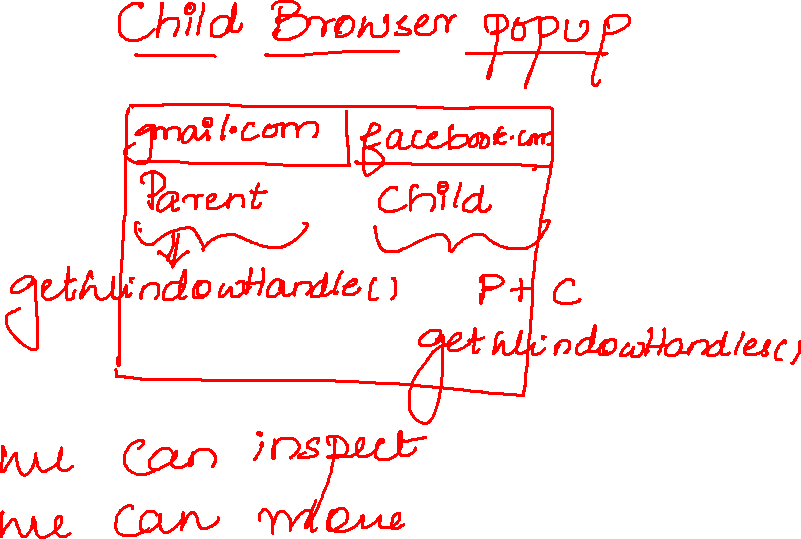 Child Browser popup
gmail.com facebook.com
Parent Child
getWindowHandle() P+C
getWindowHandles()
we can inspect
we can move